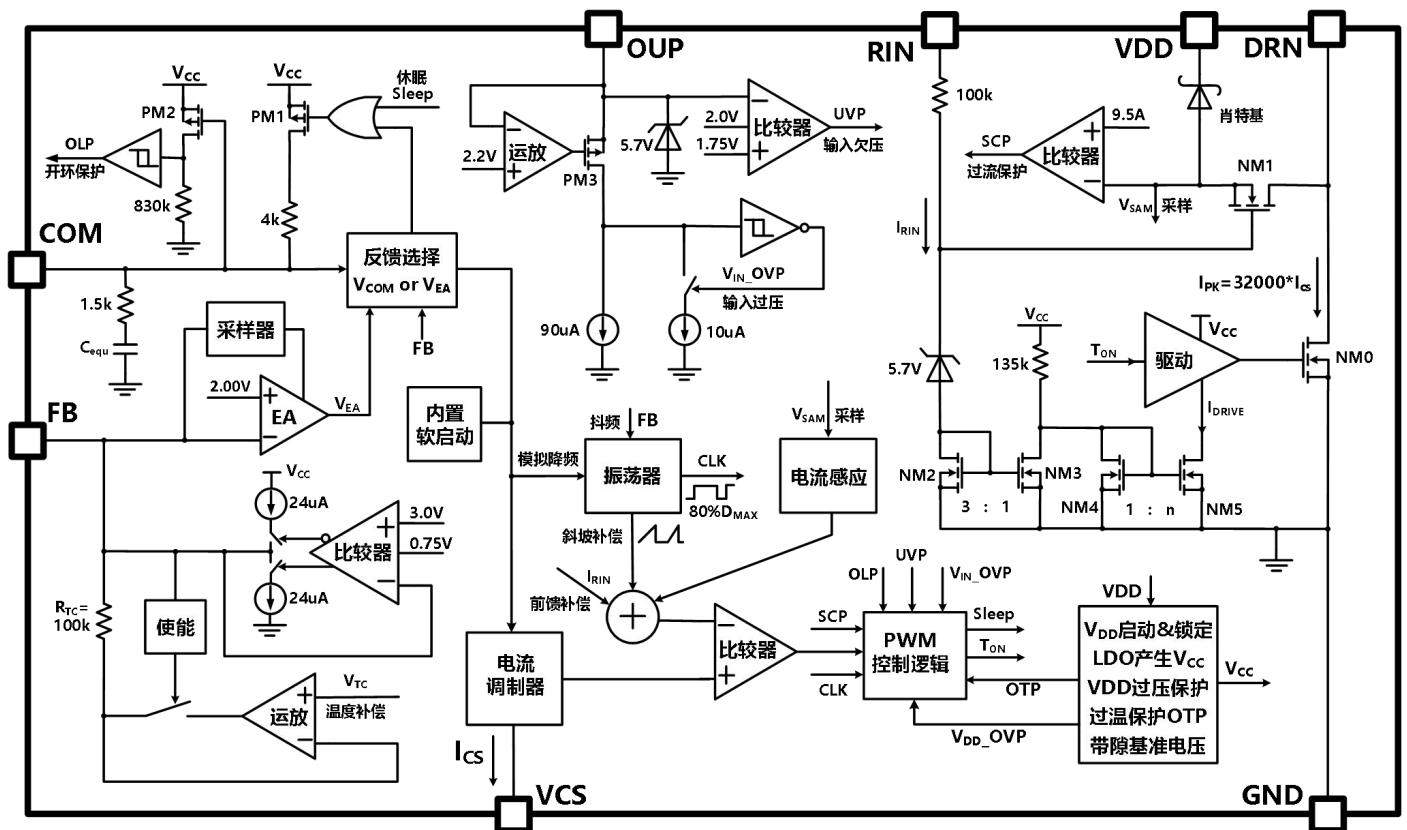 OUP
RIN
VDD
DRN
VCC
PM2
OLP
开环保护
830k
VCC
PM1
休眠
Sleep
4k
2.2V
运放
PM3
5.7V
2.0V
1.75V
比较器
UVP
输入欠压
100k
SCP
过流保护
比较器
9.5A
肖特基
NM1
VSAM 采样
IRIN
COM
1.5k
Cequ
反馈选择
VCOM or VEA
FB
VIN_OVP
输入过压
90uA
10uA
IPK=32000*ICS
采样器
2.00V
EA
VEA
FB
内置
软启动
5.7V
VCC
135k
TON
驱动
VCC
IDRIVE
NM0
抖频
FB
模拟降频
振荡器
CLK
80%DMAX
斜坡补偿
VSAM 采样
电流感应
NM2
NM3
3 : 1
NM4
1 : n
NM5
VCC
24uA
24uA
比较器
3.0V
0.75V
RTC=
100k
使能
运放
VTC
温度补偿
IRIN
前馈补偿
+
电流
调制器
ICS
VCS
比较器
OLP
UVP
VIN_OVP
SCP
CLK
PWM
控制逻辑
Sleep
TON
OTP
VDD_OVP
VDD
VDD启动&锁定
LDO产生VCC
VDD过压保护
过温保护OTP
带隙基准电压
VCC
GND